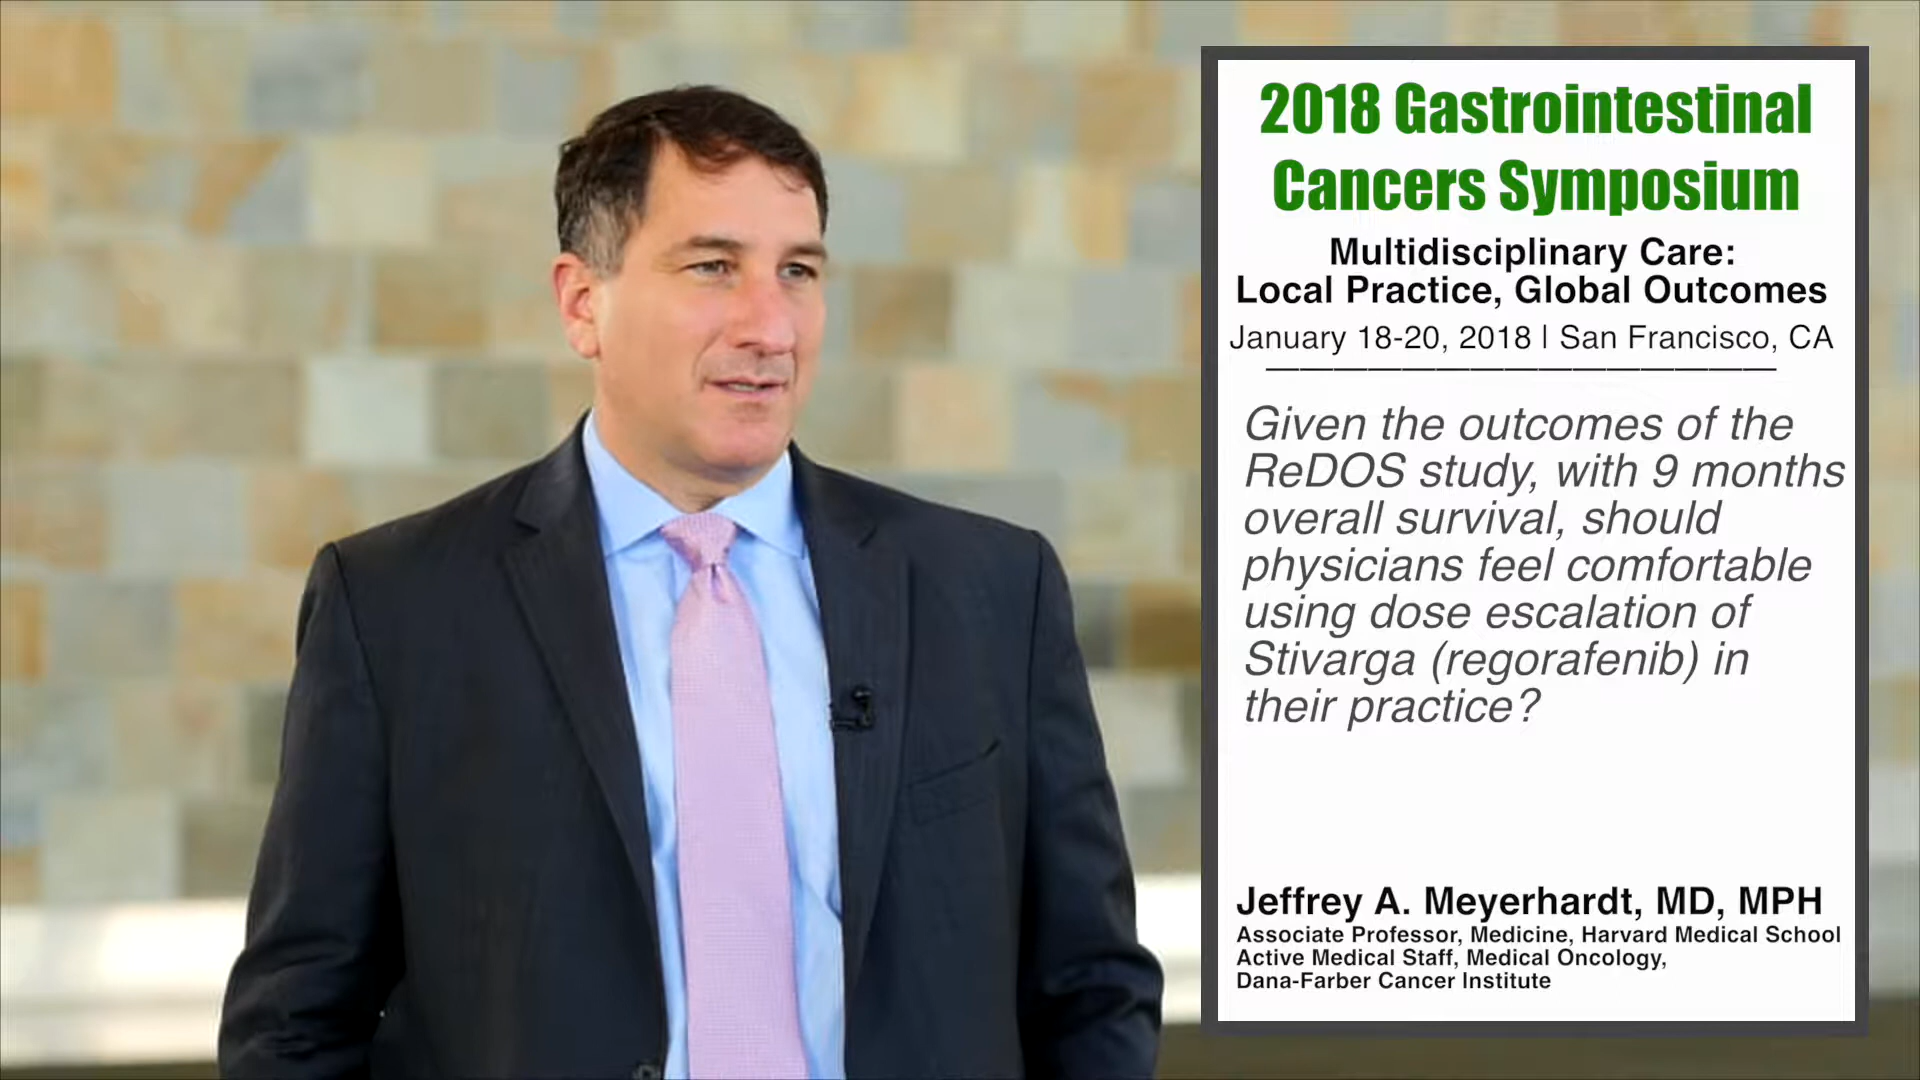 2018 Gastrointestinal
Cancers Symposium
Multidisciplinary Care:
Local Practice, Global Outcomes
January 18-20, 2018 | San Francisco, CA
Given the outcomes of the
ReDOS study, with 9 months
overall survival, should
physicians feel comfortable
using dose escalation of
Stivarga (regorafenib) in
their practice?
Jeffrey A. Meyerhardt, MD, MPH
Associate Professor, Medicine, Harvard Medical School
Active Medical Staff, Medical Oncology,
Dana-Farber Cancer Institute